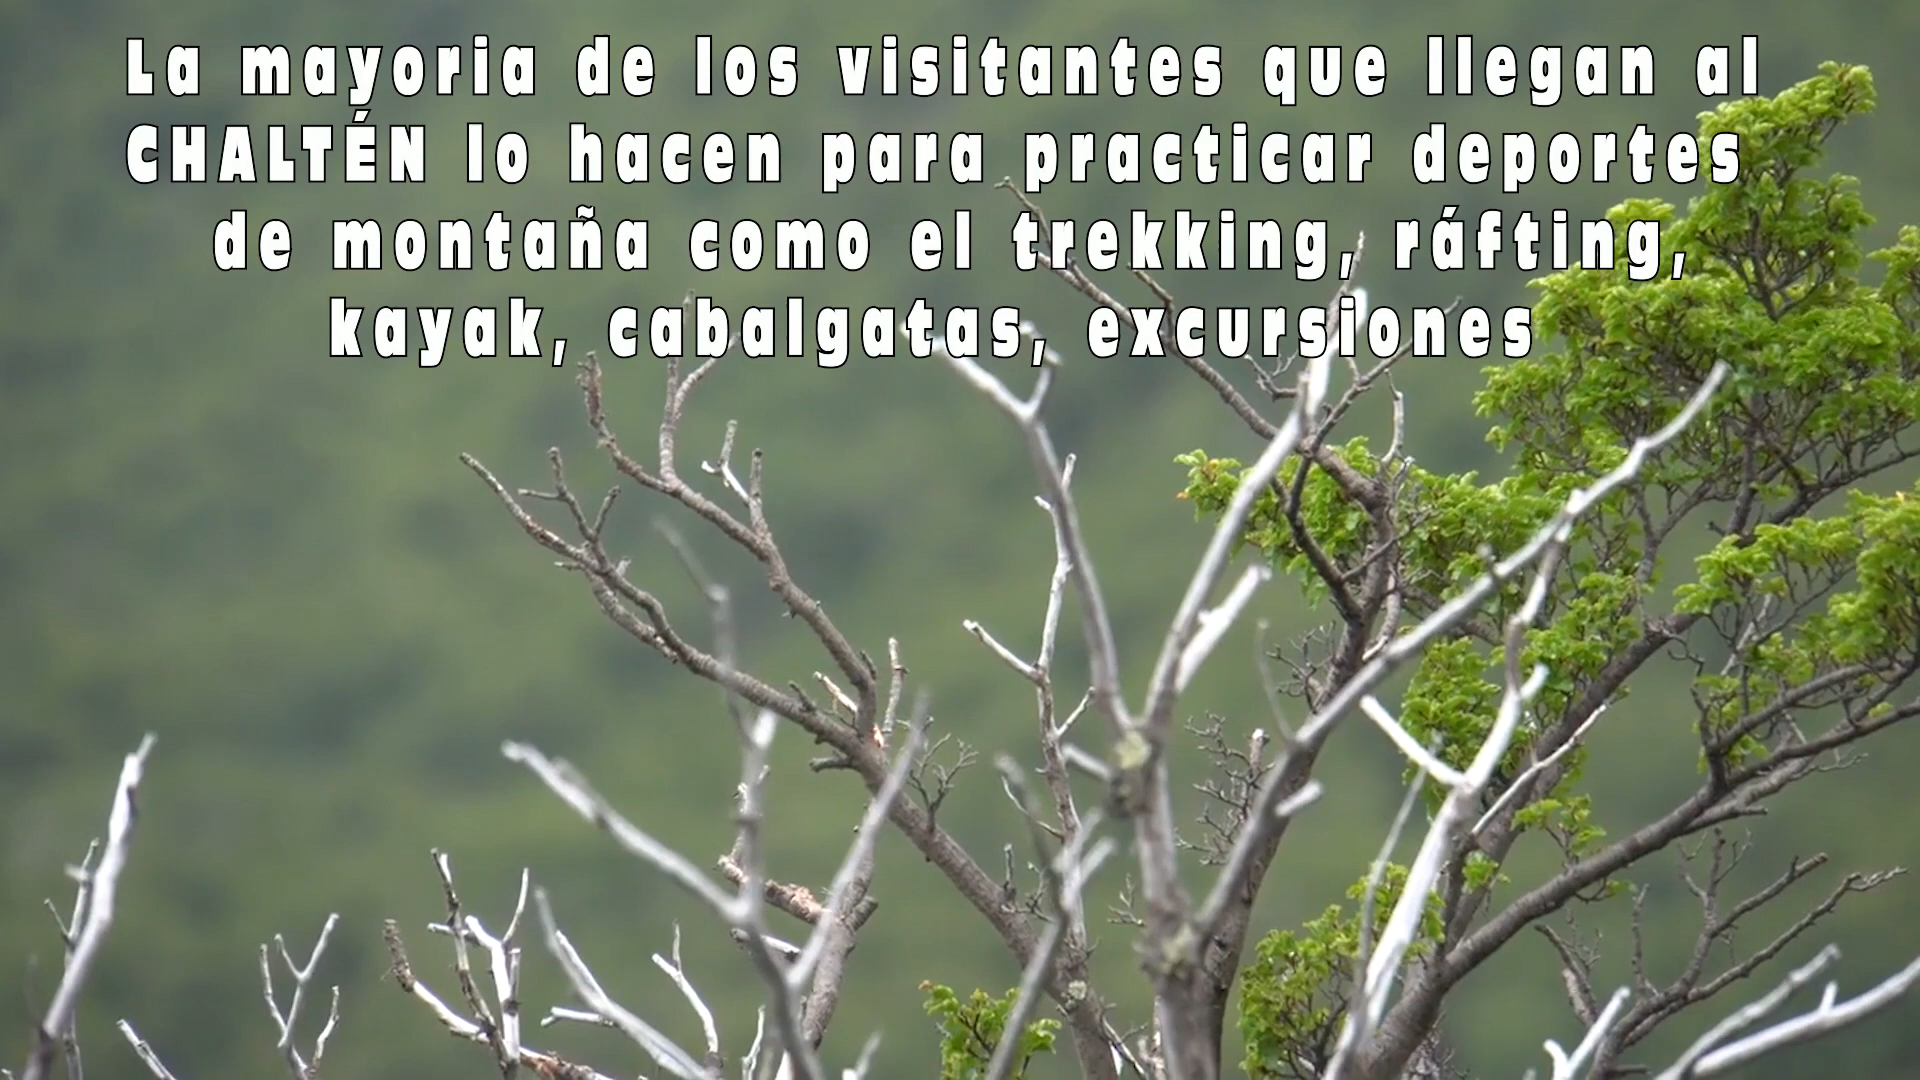 La mayoria de los visitantes que llegan al
CHALTÉN lo hacen para practicar deportes
de montaña como el trekking, ráfting,
kayak, cabalgatas, excursiones